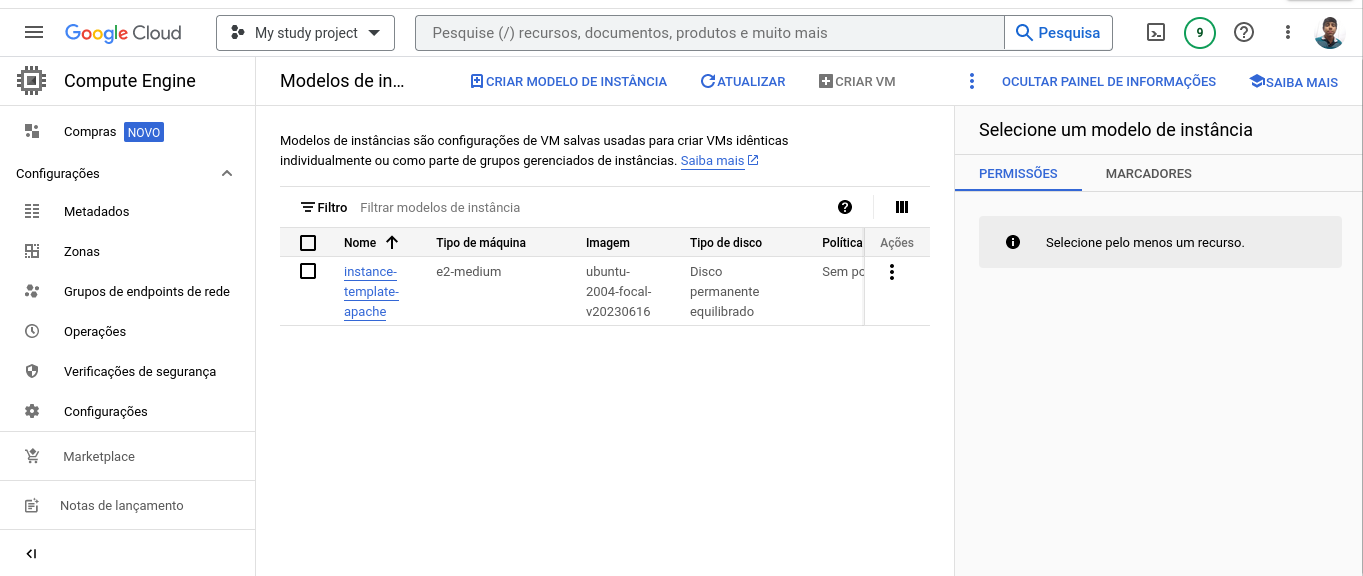 Google Cloud
My study project
Pesquise (/) recursos, documentos, produtos e muito mais
Pesquisa
9
Compute Engine
Modelos de in...
CRIAR MODELO DE INSTÂNCIA
ATUALIZAR
CRIAR VM
OCULTAR PAINEL DE INFORMAÇÕES
SAIBA MAIS
Compras NOVO
Configurações
Metadados
Zonas
Grupos de endpoints de rede
Operações
Verificações de segurança
Configurações
Marketplace
Notas de lançamento
Modelos de instâncias são configurações de VM salvas usadas para criar VMs idênticas
individualmente ou como parte de grupos gerenciados de instâncias. Saiba mais
Filtro Filtrar modelos de instância
Nome Tipo de máquina Imagem Tipo de disco Política Ações
instance- e2-medium ubuntu- Disco Sem po
template- 2004-focal- permanente
apache v20230616 equilibrado
Selecione um modelo de instância
PERMISSÕES MARCADORES
Selecione pelo menos um recurso.